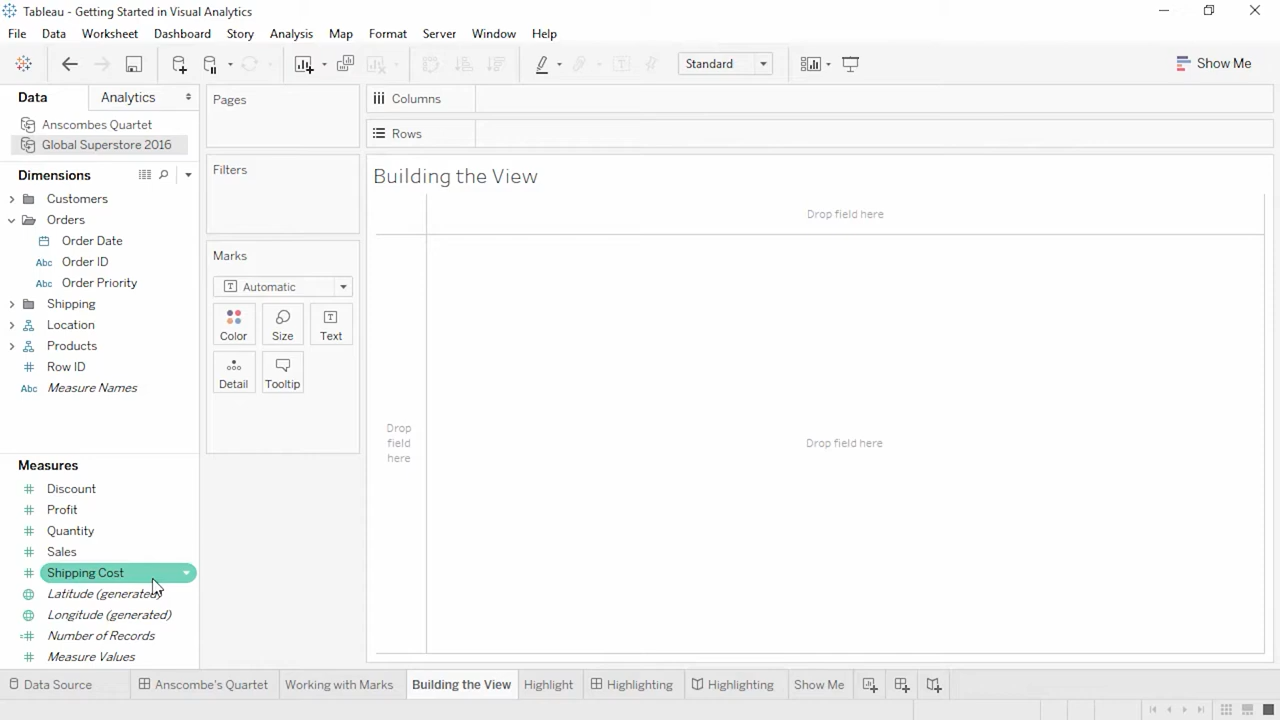 Tableau - Getting Started in Visual Analytics
File Data Worksheet Dashboard Story Analysis Map Format Server Window Help
Standard
Show Me
Data Analytics
Anscombes Quartet
Global Superstore 2016
Dimensions
Customers
Orders
Order Date
Abc Order ID
Abc Order Priority
Shipping
Location
Products
# Row ID
Abc Measure Names
Measures
# Discount
# Profit
# Quantity
# Sales
# Shipping Cost
Latitude (generated)
Longitude (generated)
=# Number of Records
# Measure Values
Pages
Filters
Marks
T Automatic
Color Size Text
Detail Tooltip
Columns
Rows
Building the View
Drop field here
Drop
field
here
Drop field here
Data Source Anscombe's Quartet Working with Marks Building the View Highlight Highlighting Highlighting Show Me